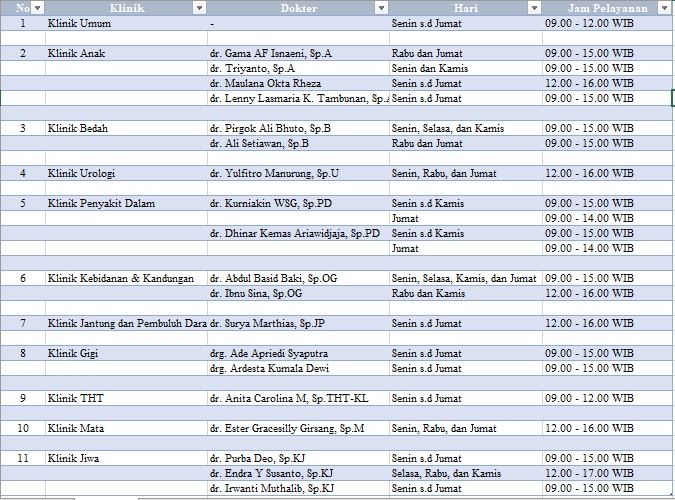 No Klinik Dokter Hari Jam Pelayanan
1 Klinik Umum - Senin s.d Jumat 09.00 - 12.00 WIB
2 Klinik Anak dr. Gama AF Isnaeni, Sp.A Rabu dan Jumat 09.00 - 15.00 WIB
dr. Triyanto, Sp.A Senin dan Kamis 09.00 - 15.00 WIB
dr. Maulana Okta Rheza Senin s.d Jumat 12.00 - 16.00 WIB
dr. Lenny Lasmaria K. Tambunan, Sp.A Senin s.d Jumat 09.00 - 15.00 WIB
3 Klinik Bedah dr. Pirgok Ali Bhuto, Sp.B Senin, Selasa, dan Kamis 09.00 - 15.00 WIB
dr. Ali Setiawan, Sp.B Rabu dan Jumat 09.00 - 15.00 WIB
4 Klinik Urologi dr. Yulfitro Manurung, Sp.U Senin, Rabu, dan Jumat 12.00 - 16.00 WIB
5 Klinik Penyakit Dalam dr. Kurniakin WSG, Sp.PD Senin s.d Kamis 09.00 - 15.00 WIB
Jumat 09.00 - 14.00 WIB
dr. Dhinar Kemas Ariawidjaja, Sp.PD Senin s.d Kamis 09.00 - 15.00 WIB
Jumat 09.00 - 14.00 WIB
6 Klinik Kebidanan & Kandungan dr. Abdul Basid Baki, Sp.OG Senin, Selasa, Kamis, dan Jumat 09.00 - 15.00 WIB
dr. Ibnu Sina, Sp.OG Rabu dan Kamis 12.00 - 16.00 WIB
7 Klinik Jantung dan Pembuluh Dara dr. Surya Marthias, Sp.JP Senin s.d Jumat 12.00 - 16.00 WIB
8 Klinik Gigi drg. Ade Apriedi Syaputra Senin s.d Jumat 09.00 - 15.00 WIB
drg. Ardesta Kumala Dewi Senin s.d Jumat 09.00 - 15.00 WIB
9 Klinik THT dr. Anita Carolina M, Sp.THT-KL Senin s.d Jumat 09.00 - 12.00 WIB
10 Klinik Mata dr. Ester Gracesilly Girsang, Sp.M Senin, Rabu, dan Jumat 12.00 - 16.00 WIB
11 Klinik Jiwa dr. Purba Deo, Sp.KJ Senin s.d Jumat 09.00 - 15.00 WIB
dr. Endra Y Susanto, Sp.KJ Selasa, Rabu, dan Kamis 12.00 - 17.00 WIB
dr. Irwanti Muthalib, Sp.KJ Senin s.d Jumat 09.00 - 15.00 WIB